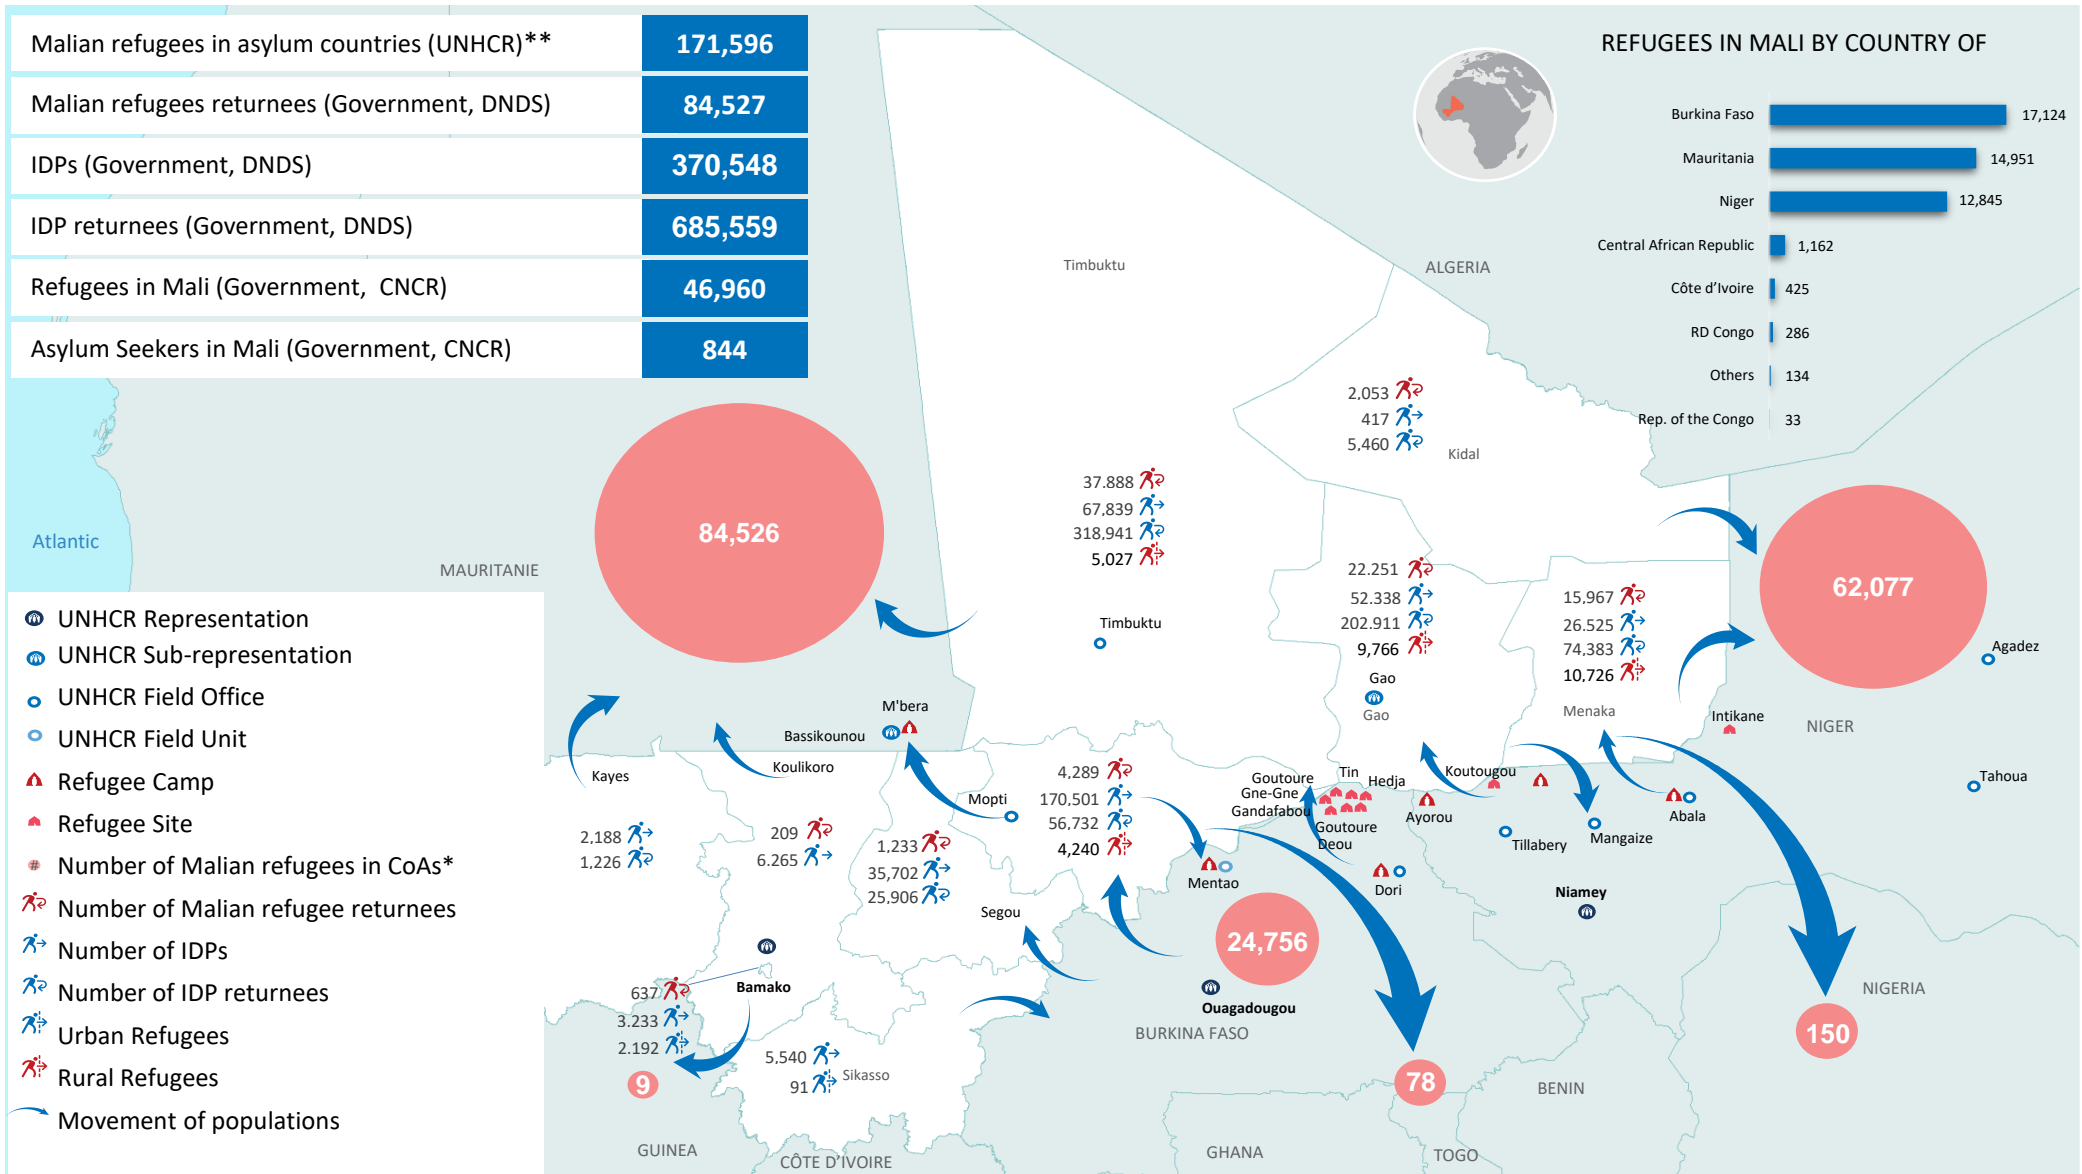 Malian refugees in asylum countries (UNHCR)** 171,596
Malian refugees returnees (Government, DNDS) 84,527
IDPs (Government, DNDS) 370,548
IDP returnees (Government, DNDS) 685,559
Refugees in Mali (Government, CNCR) 46,960
Asylum Seekers in Mali (Government, CNCR) 844
REFUGEES IN MALI BY COUNTRY OF
Burkina Faso 17,124
Mauritania 14,951
Niger 12,845
Central African Republic 1,162
Côte d'Ivoire 425
RD Congo 286
Others 134
Rep. of the Congo 33
Timbuktu
ALGERIA
2,053
417
5,460
Kidal
37.888
67,839
318,941
5,027
Timbuktu
84,526
MAURITANIE
Atlantic
22.251
52.338
202.911
9,766
Gao
Gao
15,967
26.525
74,383
10,726
Menaka
62,077
Agadez
Intikane
NIGER
Tahoua
UNHCR Representation
UNHCR Sub-representation
UNHCR Field Office
UNHCR Field Unit
Refugee Camp
Refugee Site
# Number of Malian refugees in CoAs*
Number of Malian refugee returnees
Number of IDPs
Number of IDP returnees
Urban Refugees
Rural Refugees
Movement of populations
M'bera
Bassikounou
Kayes
Koulikoro
Mopti
4,289
170,501
56,732
4,240
2,188
1,226
209
6.265
1,233
35,702
25,906
Segou
Goutoure
Gne-Gne
Gandafabou
Tin
Hedja
Koutougou
Goutoure
Deou
Ayorou
Tillabery
Mangaize
Abala
Mentao
Dori
Niamey
24,756
Ouagadougou
BURKINA FASO
Bamako
637
3.233
2.192
9
5,540
91
Sikasso
78
150
NIGERIA
BENIN
GUINEA
CÔTE D'IVOIRE
GHANA
TOGO